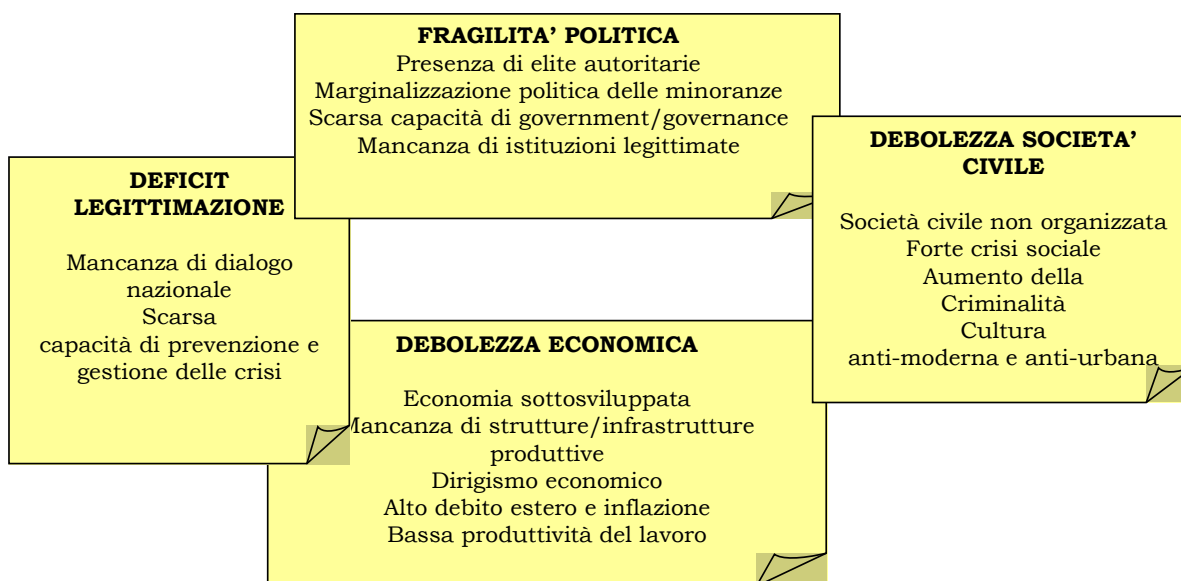 FRAGILITA’ POLITICA
Presenza di elite autoritarie
Marginalizzazione politica delle minoranze
Scarsa capacità di government/governance
Mancanza di istituzioni legittimate
DEFICIT
LEGITTIMAZIONE
Mancanza di dialogo
nazionale
Scarsa
capacità di prevenzione e
gestione delle crisi
DEBOLEZZA SOCIETA’
CIVILE
Società civile non organizzata
Forte crisi sociale
Aumento della
Criminalità
Cultura
anti-moderna e anti-urbana
DEBOLEZZA ECONOMICA
Economia sottosviluppata
Mancanza di strutture/infrastrutture
produttive
Dirigismo economico
Alto debito estero e inflazione
Bassa produttività del lavoro